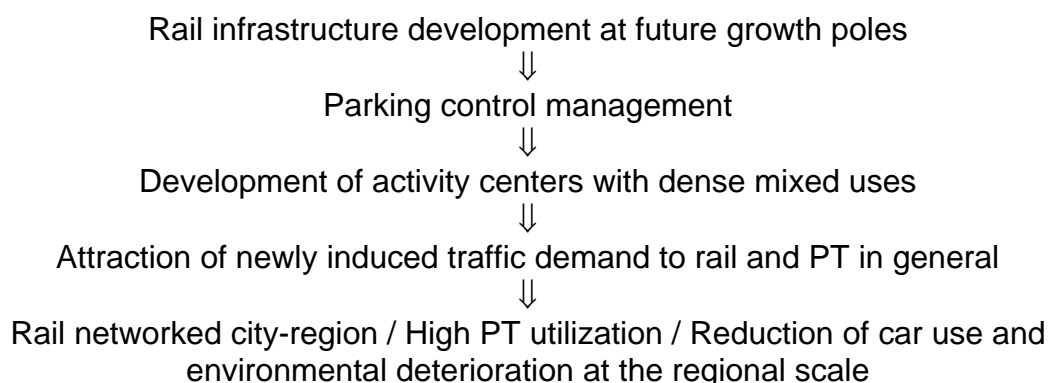 Rail infrastructure development at future growth poles
⇓
Parking control management
⇓
Development of activity centers with dense mixed uses
⇓
Attraction of newly induced traffic demand to rail and PT in general
⇓
Rail networked city-region / High PT utilization / Reduction of car use and
environmental deterioration at the regional scale